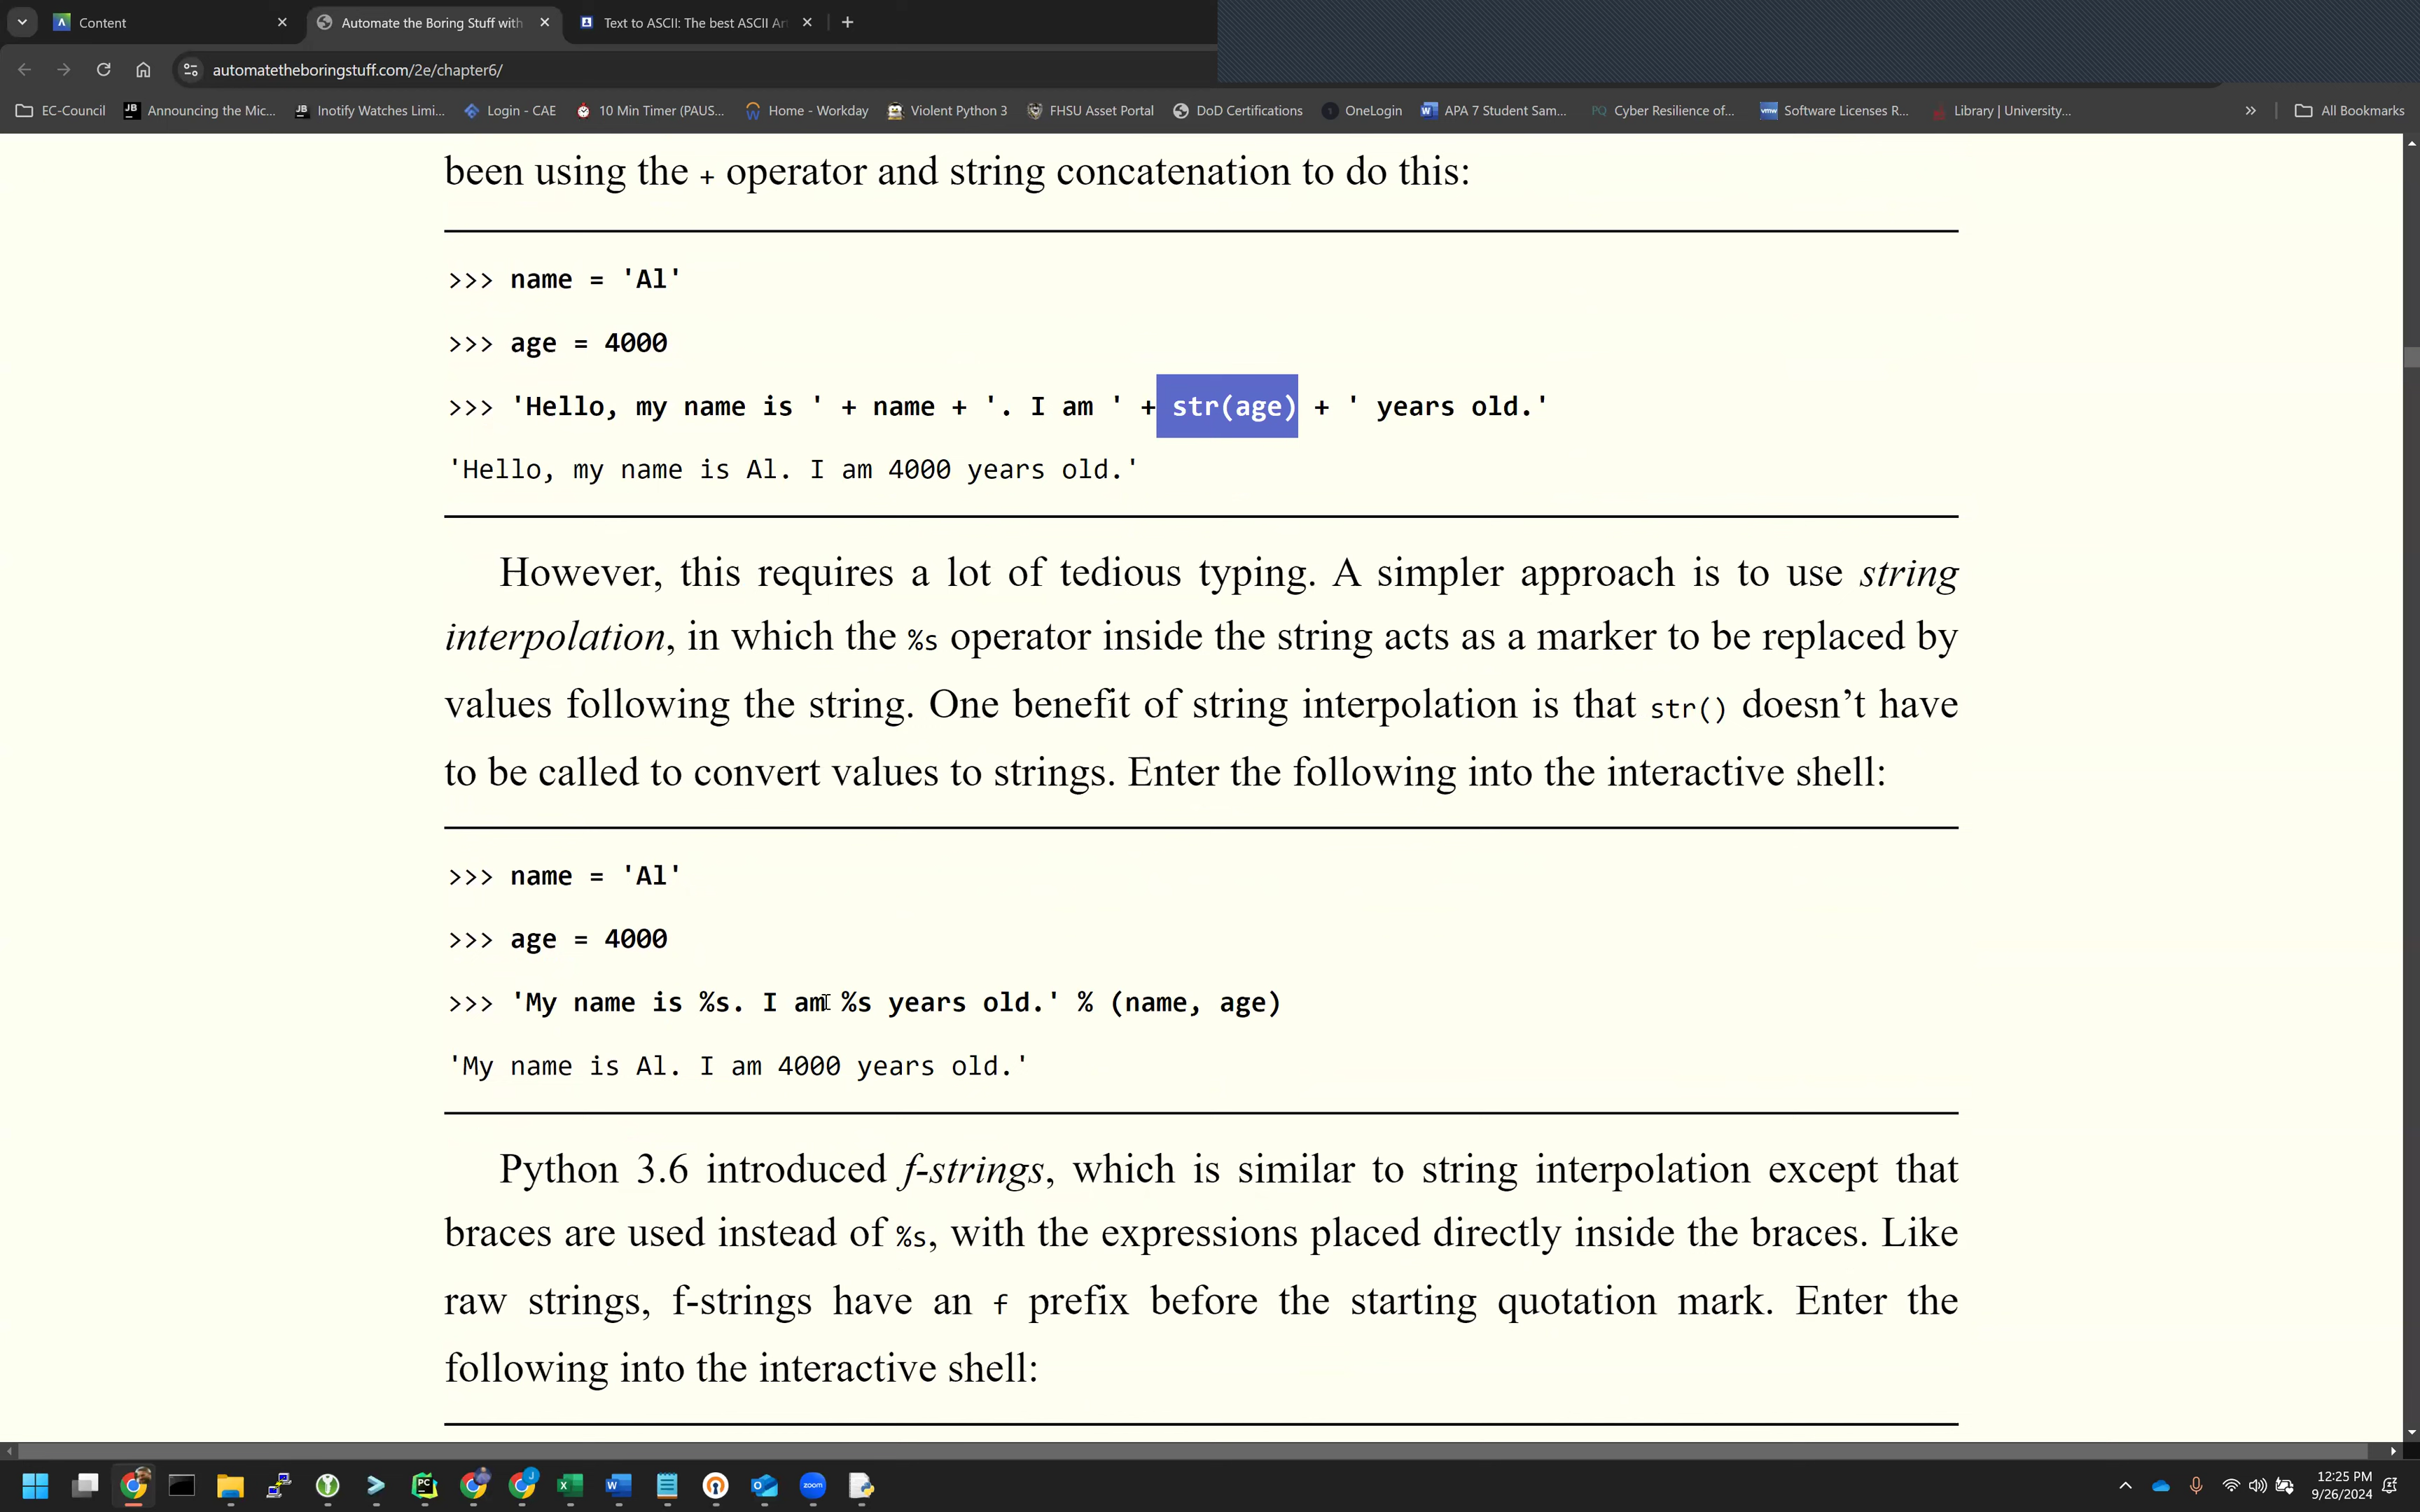 Content
Automate the Boring Stuff with
Text to ASCII: The best ASCII Ar
automatetheboringstuff.com/2e/chapter6/
EC-Council
Announcing the Mic...
Inotify Watches Limi...
Login - CAE
10 Min Timer (PAUS...
Home - Workday
Violent Python 3
FHSU Asset Portal
DoD Certifications
OneLogin
APA 7 Student Sam...
Cyber Resilience of...
Software Licenses R...
Library | University...
All Bookmarks
been using the + operator and string concatenation to do this:
>>> name = 'Al'
>>> age = 4000
>>> 'Hello, my name is ' + name + '. I am ' + str(age) + ' years old.'
'Hello, my name is Al. I am 4000 years old.'
However, this requires a lot of tedious typing. A simpler approach is to use string
interpolation, in which the %s operator inside the string acts as a marker to be replaced by
values following the string. One benefit of string interpolation is that str() doesn’t have
to be called to convert values to strings. Enter the following into the interactive shell:
>>> name = 'Al'
>>> age = 4000
>>> 'My name is %s. I am %s years old.' % (name, age)
'My name is Al. I am 4000 years old.'
Python 3.6 introduced f-strings, which is similar to string interpolation except that
braces are used instead of %s, with the expressions placed directly inside the braces. Like
raw strings, f-strings have an f prefix before the starting quotation mark. Enter the
following into the interactive shell:
12:25 PM
9/26/2024